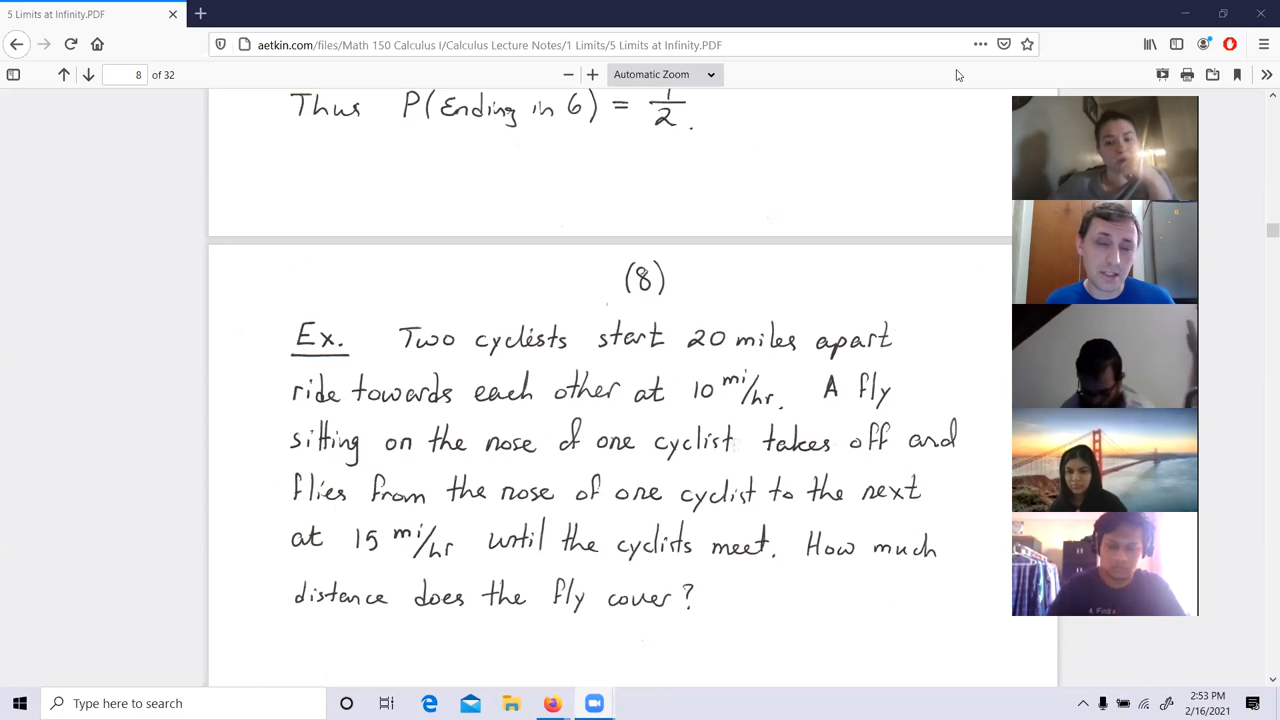 5 Limits at Infinity.PDF
aetkin.com/files/Math 150 Calculus I/Calculus Lecture Notes/1 Limits/5 Limits at Infinity.PDF
8 of 32
Automatic Zoom
Thus P(Ending in 6) = 1/2.
(8)
Ex. Two cyclists start 20 miles apart
ride towards each other at 10 mi/hr. A fly
sitting on the nose of one cyclist takes off and
flies from the nose of one cyclist to the next
at 15 mi/hr until the cyclists meet. How much
distance does the fly cover?
4. Find x
Type here to search
2:53 PM
2/16/2021